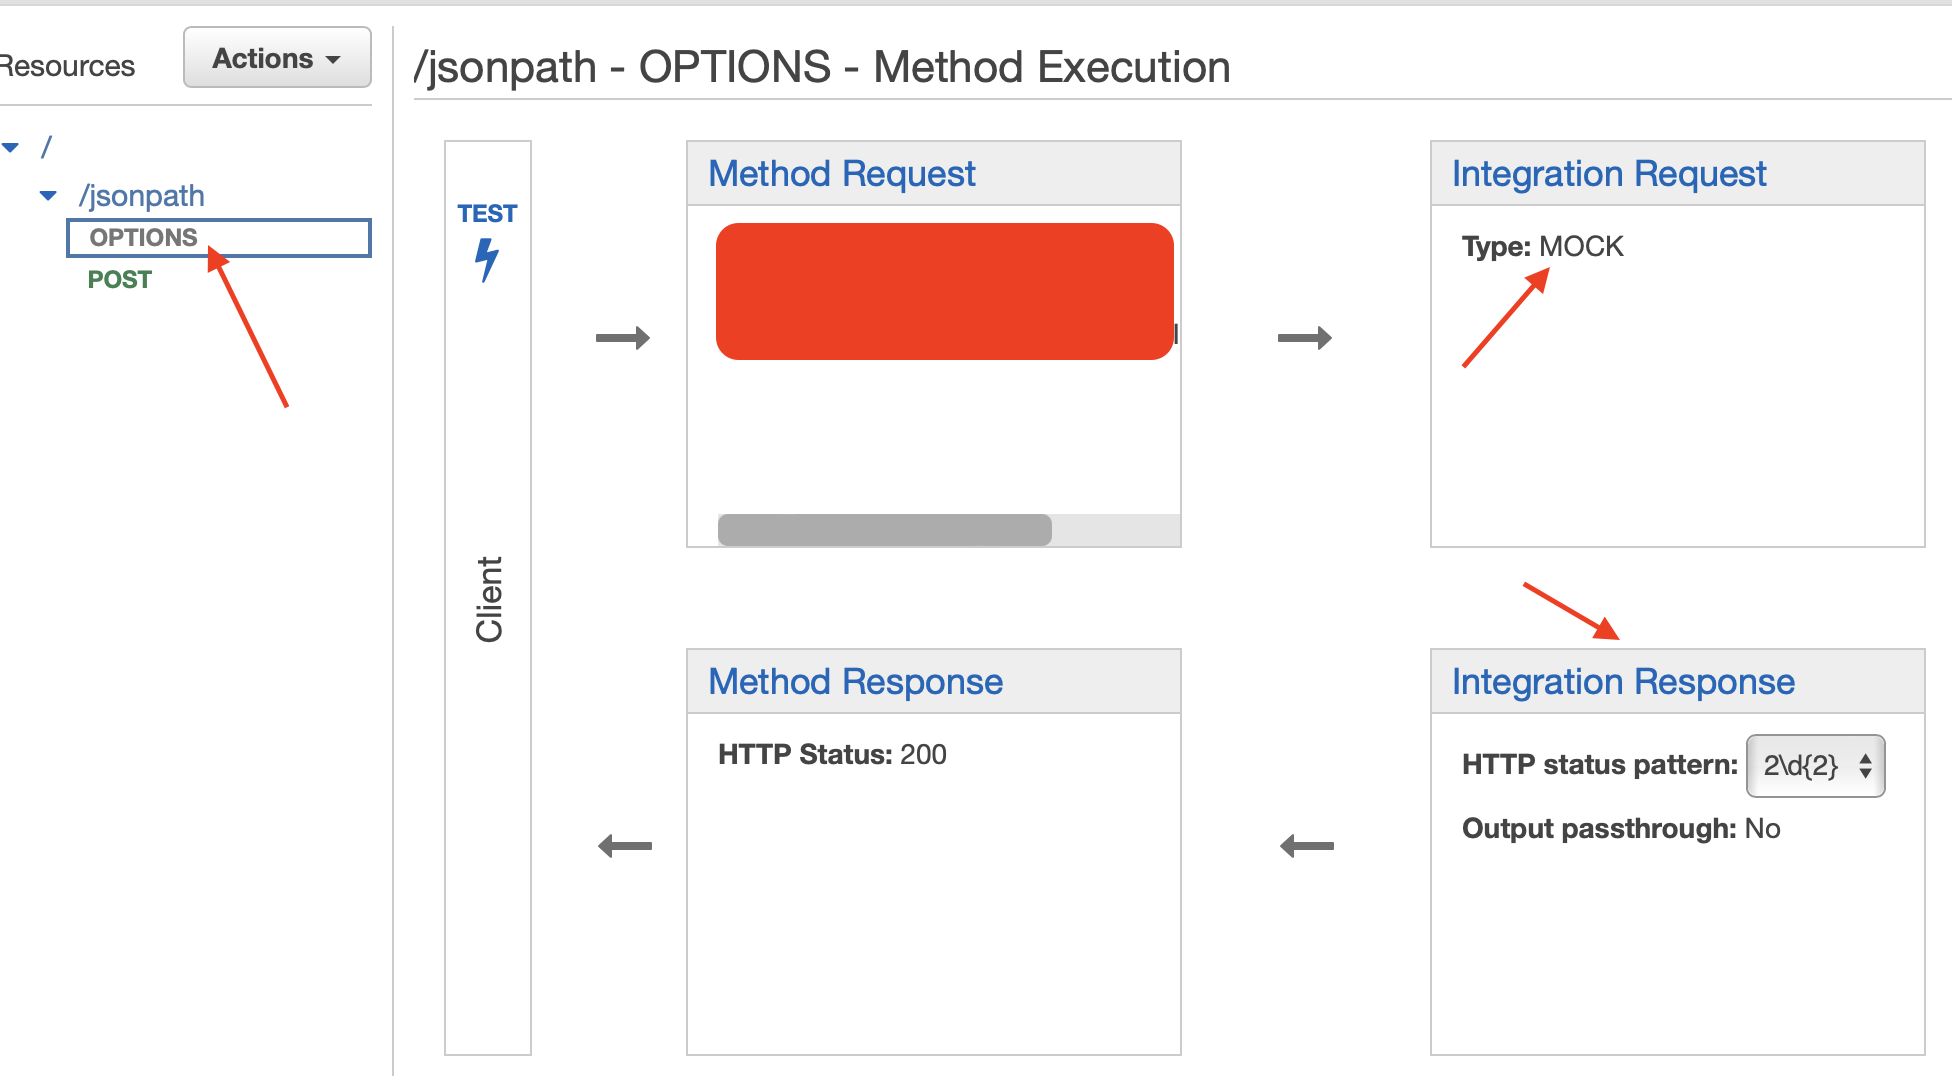 Resources
Actions
/jsonpath - OPTIONS - Method Execution
/
/jsonpath
OPTIONS
POST
TEST
Client
Method Request
Integration Request
Type: MOCK
Method Response
HTTP Status: 200
Integration Response
HTTP status pattern: 2\d{2}
Output passthrough: No